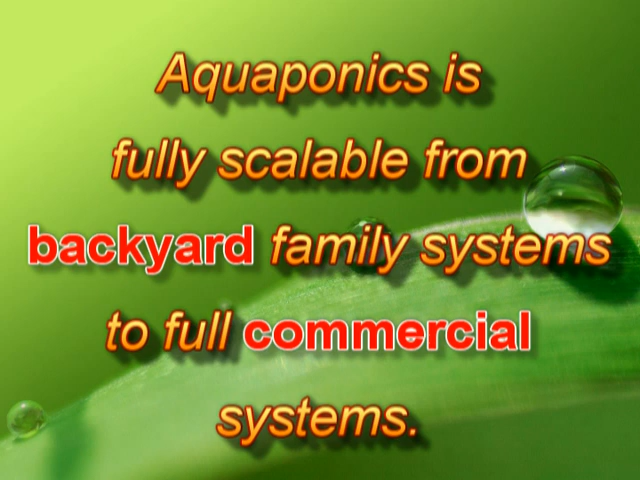 Aquaponics is
fully scalable from
backyard family systems
to full commercial
systems.